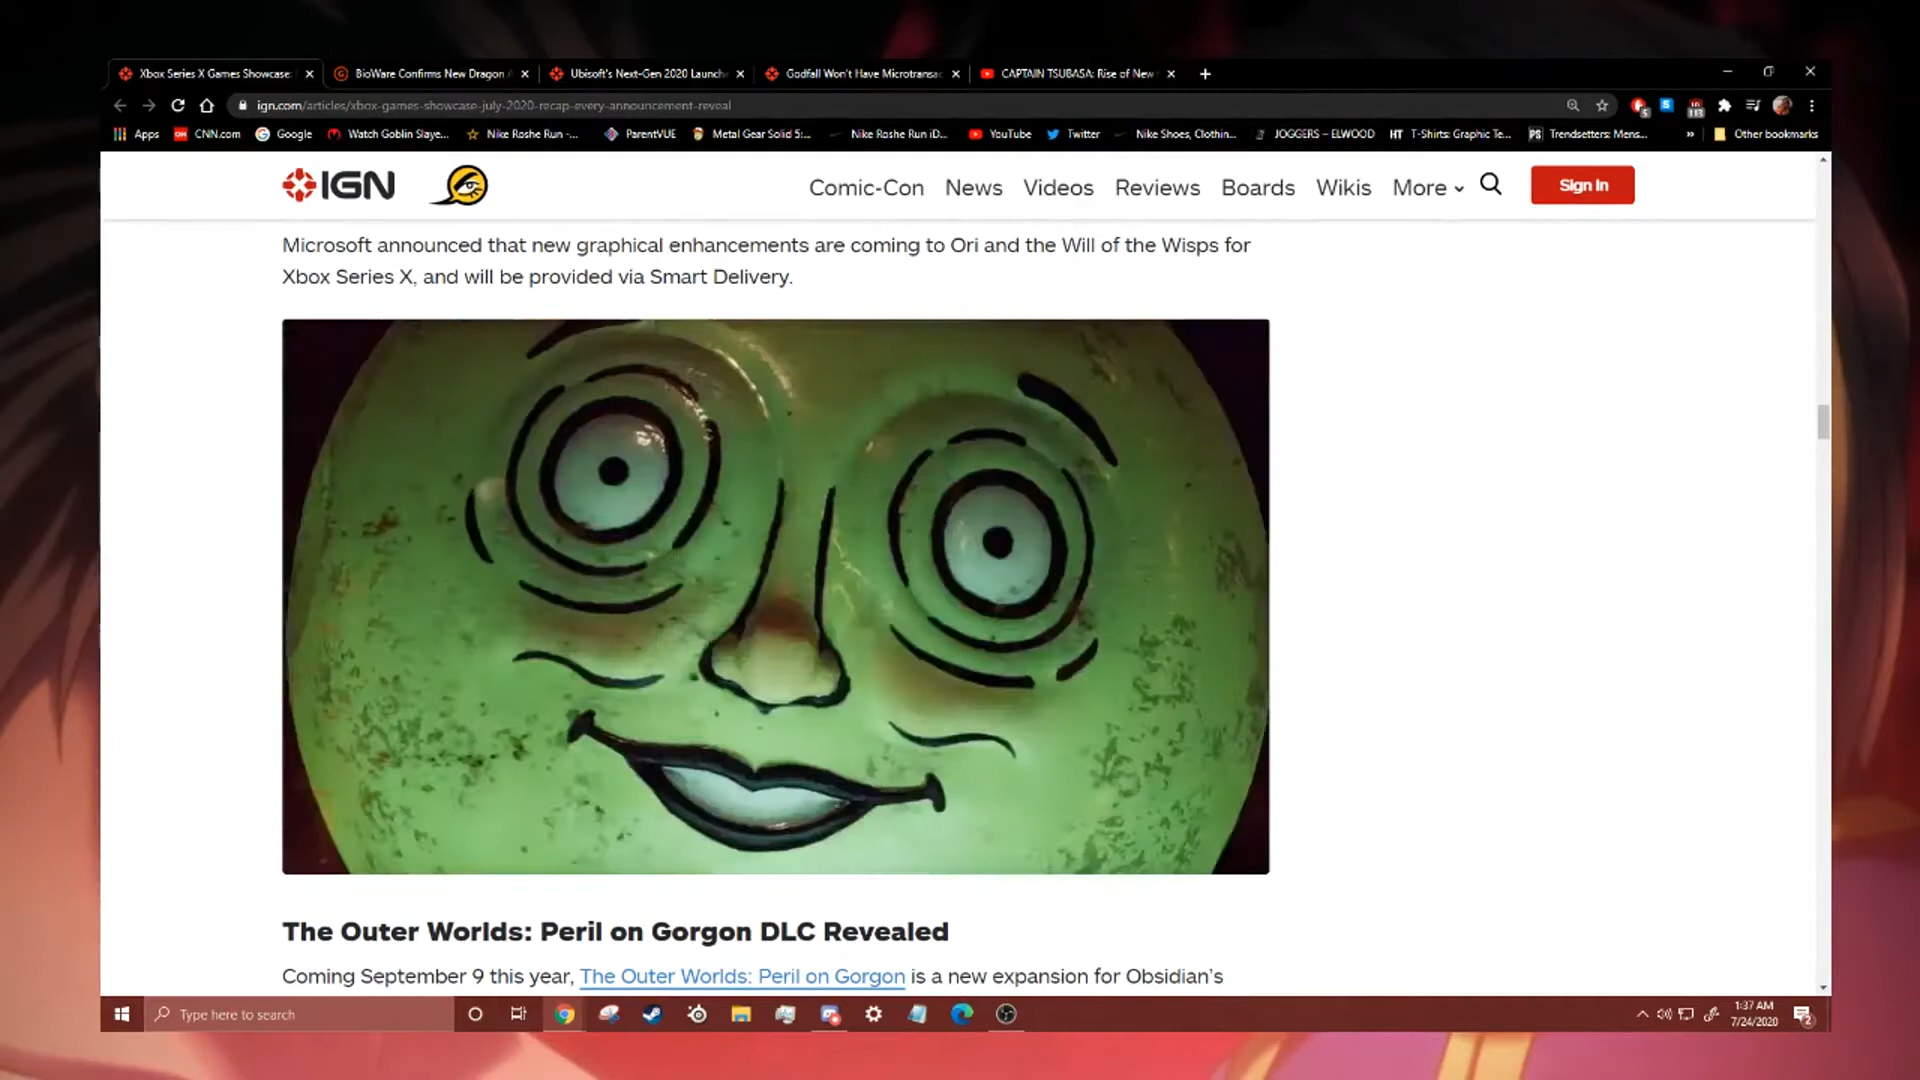 Xbox Series X Games Showcase:
BioWare Confirms New Dragon
Ubisoft's Next-Gen 2020 Launch
Godfall Won't Have Microtransac
CAPTAIN TSUBASA: Rise of New
ign.com/articles/xbox-games-showcase-july-2020-recap-every-announcement-reveal
5
113
Apps
CNN.com
Google
Watch Goblin Slaye...
Nike Roshe Run -...
ParentVUE
Metal Gear Solid 5:...
Nike Roshe Run iD...
YouTube
Twitter
Nike Shoes, Clothin...
JOGGERS – ELWOOD
HT
T-Shirts: Graphic Te...
PS
Trendsetters: Mens...
»
Other bookmarks
IGN
Comic-Con
News
Videos
Reviews
Boards
Wikis
More
Sign In
Microsoft announced that new graphical enhancements are coming to Ori and the Will of the Wisps for
Xbox Series X, and will be provided via Smart Delivery.
The Outer Worlds: Peril on Gorgon DLC Revealed
Coming September 9 this year, The Outer Worlds: Peril on Gorgon is a new expansion for Obsidian's
Type here to search
1:37 AM
7/24/2020
2